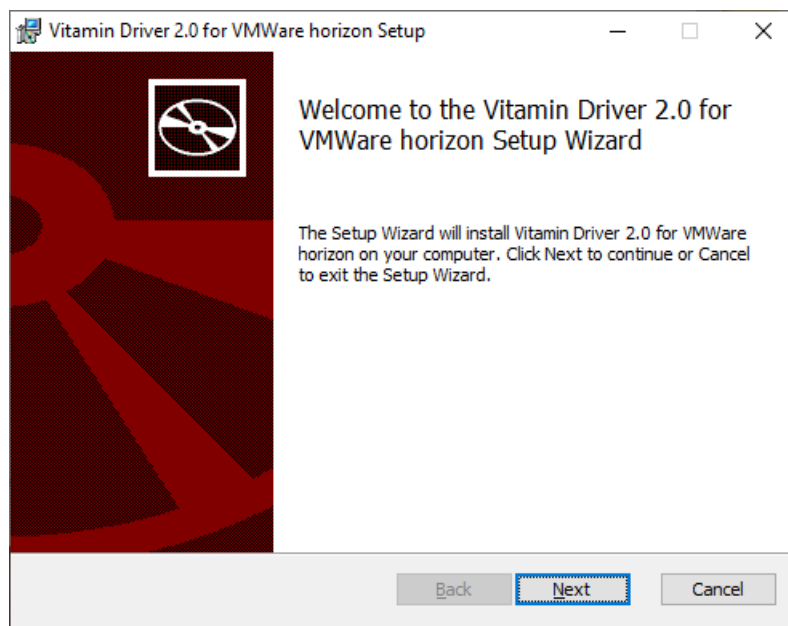 Vitamin Driver 2.0 for VMWare horizon Setup
Welcome to the Vitamin Driver 2.0 for
VMWare horizon Setup Wizard
The Setup Wizard will install Vitamin Driver 2.0 for VMWare
horizon on your computer. Click Next to continue or Cancel
to exit the Setup Wizard.
Back Next Cancel